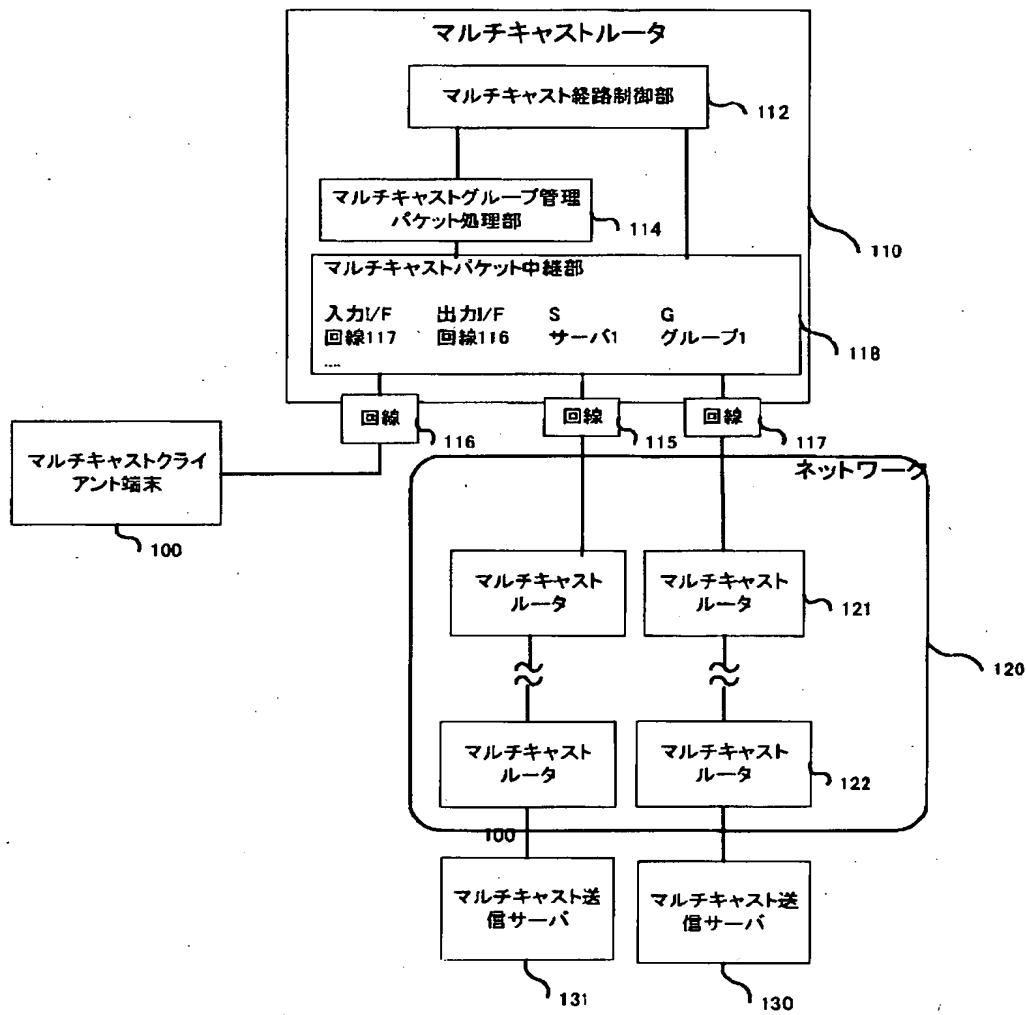 マルチキャストルータ
マルチキャスト経路制御部
112
マルチキャストグループ管理
パケット処理部
114
110
マルチキャストパケット中継部
入力I/F 出力I/F S G
回線117 回線116 サーバ1 グループ1
....
118
回線
116
回線
115
回線
117
マルチキャストクライ
アント端末
100
ネットワーク
マルチキャスト
ルータ
マルチキャスト
ルータ
121
120
マルチキャスト
ルータ
マルチキャスト
ルータ
122
100
マルチキャスト送
信サーバ
131
マルチキャスト送
信サーバ
130